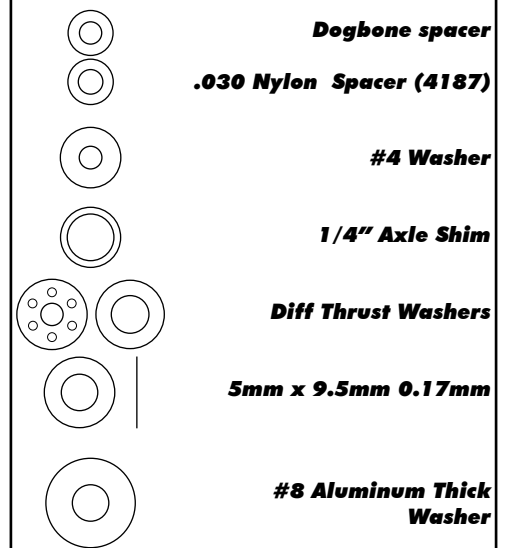 Dogbone spacer
.030 Nylon Spacer (4187)
#4 Washer
1/4” Axle Shim
Diff Thrust Washers
5mm x 9.5mm 0.17mm
#8 Aluminum Thick
Washer